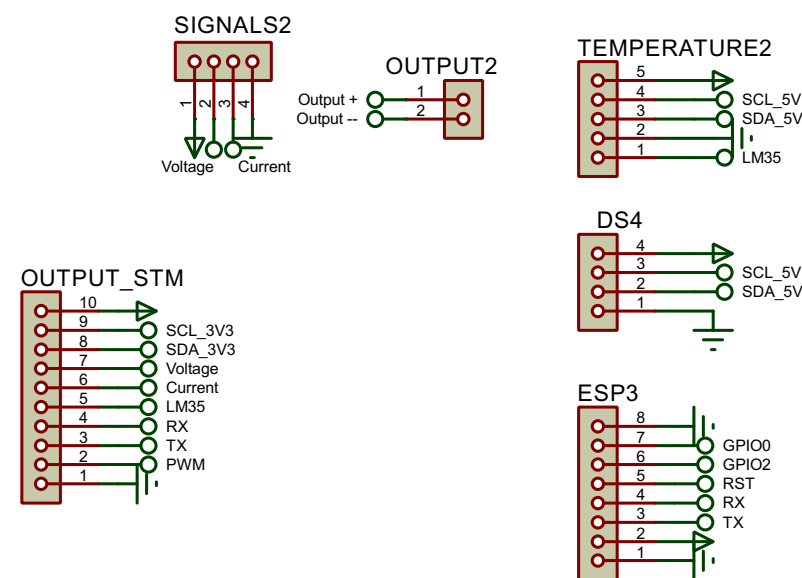 SIGNALS2
1
2
3
4
Voltage
Current
OUTPUT2
Output +
1
Output --
2
TEMPERATURE2
5
4 SCL_5V
3 SDA_5V
2
1 LM35
DS4
4
3 SCL_5V
2 SDA_5V
1
OUTPUT_STM
10
9 SCL_3V3
8 SDA_3V3
7 Voltage
6 Current
5 LM35
4 RX
3 TX
2 PWM
1
ESP3
8
7 GPIO0
6 GPIO2
5 RST
4 RX
3 TX
2
1